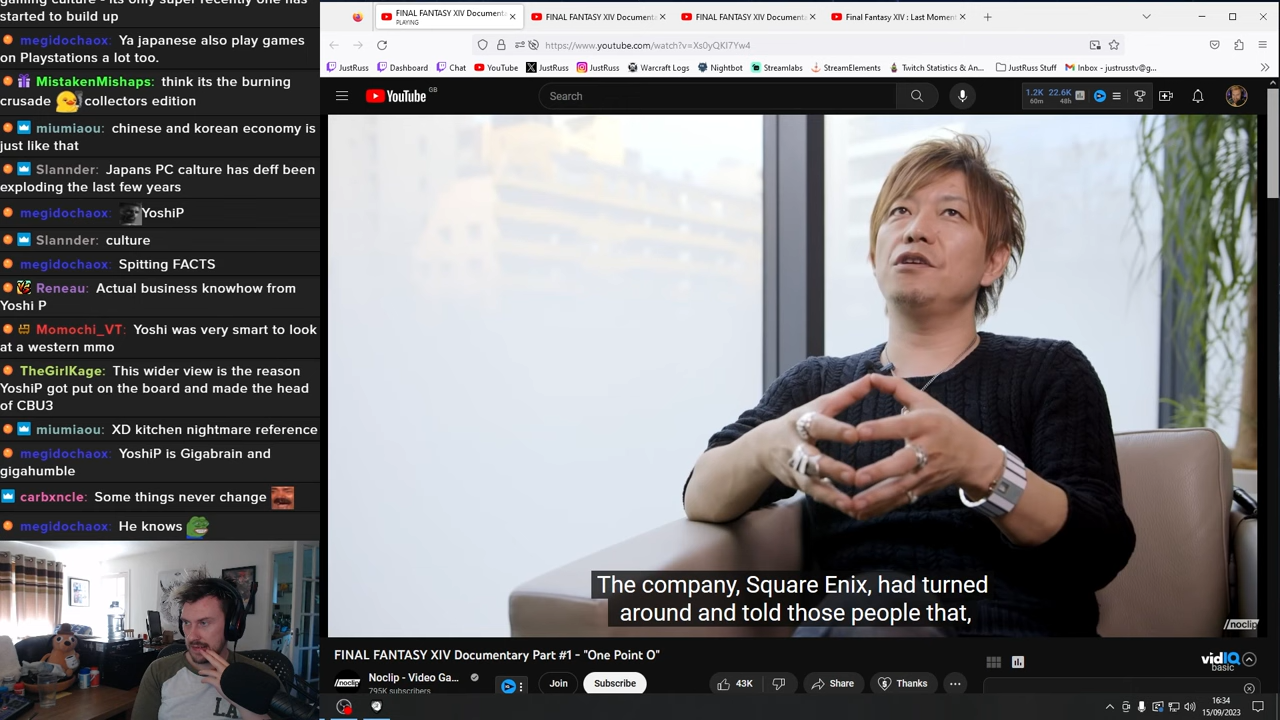 gaming culture - its only super recently one has
started to build up
megidochaox: Ya japanese also play games
on Playstations a lot too.
MistakenMishaps: think its the burning
crusade collectors edition
miumiaou: chinese and korean economy is
just like that
Slannder: Japans PC calture has deff been
exploding the last few years
megidochaox: YoshiP
Slannder: culture
megidochaox: Spitting FACTS
Reneau: Actual business knowhow from
Yoshi P
Momochi_VT: Yoshi was very smart to look
at a western mmo
TheGirlKage: This wider view is the reason
YoshiP got put on the board and made the head
of CBU3
miumiaou: XD kitchen nightmare reference
megidochaox: YoshiP is Gigabrain and
gigahumble
carbxncle: Some things never change
megidochaox: He knows
FINAL FANTASY XIV Documenta
PLAYING
FINAL FANTASY XIV Documenta
FINAL FANTASY XIV Documenta
Final Fantasy XIV : Last Moment
https://www.youtube.com/watch?v=Xs0yQKI7Yw4
JustRuss
Dashboard
Chat
YouTube
JustRuss
JustRuss
Warcraft Logs
Nightbot
Streamlabs
StreamElements
Twitch Statistics & An...
JustRuss Stuff
Inbox - justrusstv@g...
YouTube GB
Search
1.2K 22.6K
60m 48h
The company, Square Enix, had turned
around and told those people that,
/noclip
FINAL FANTASY XIV Documentary Part #1 - "One Point O"
vidIQ
basic
/noclip
Noclip - Video Ga...
795K subscribers
Join
Subscribe
43K
Share
Thanks
16:34
15/09/2023